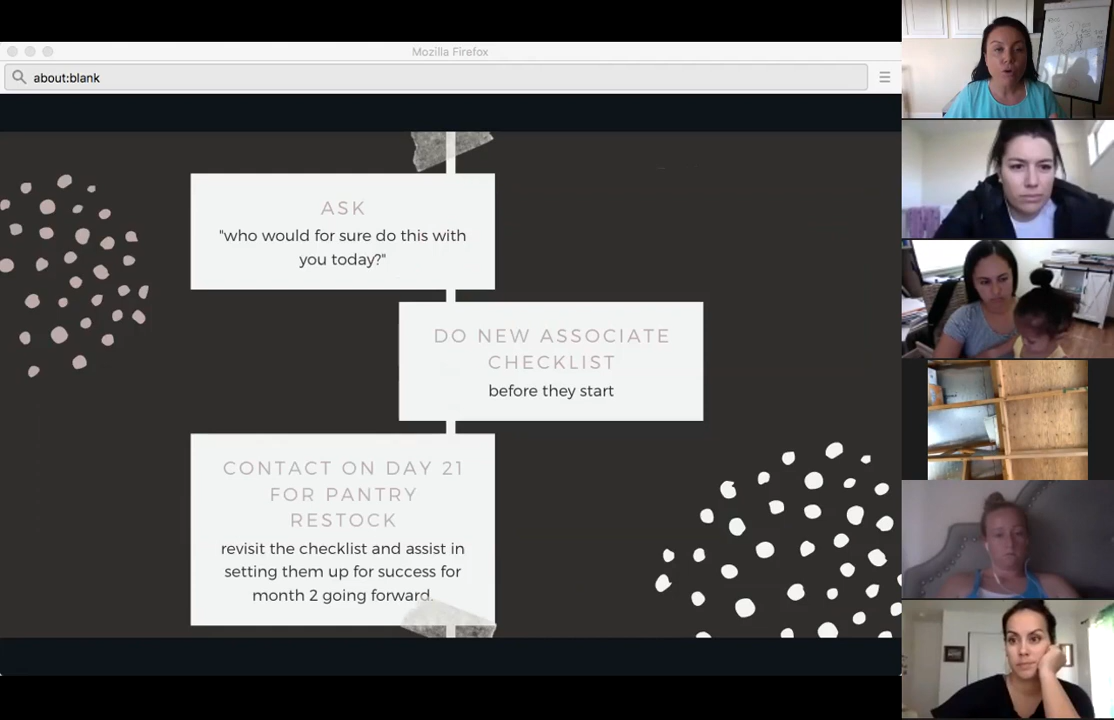 Mozilla Firefox
about:blank
ASK
"who would for sure do this with
you today?"
DO NEW ASSOCIATE
CHECKLIST
before they start
CONTACT ON DAY 21
FOR PANTRY
RESTOCK
revisit the checklist and assist in
setting them up for success for
month 2 going forward.